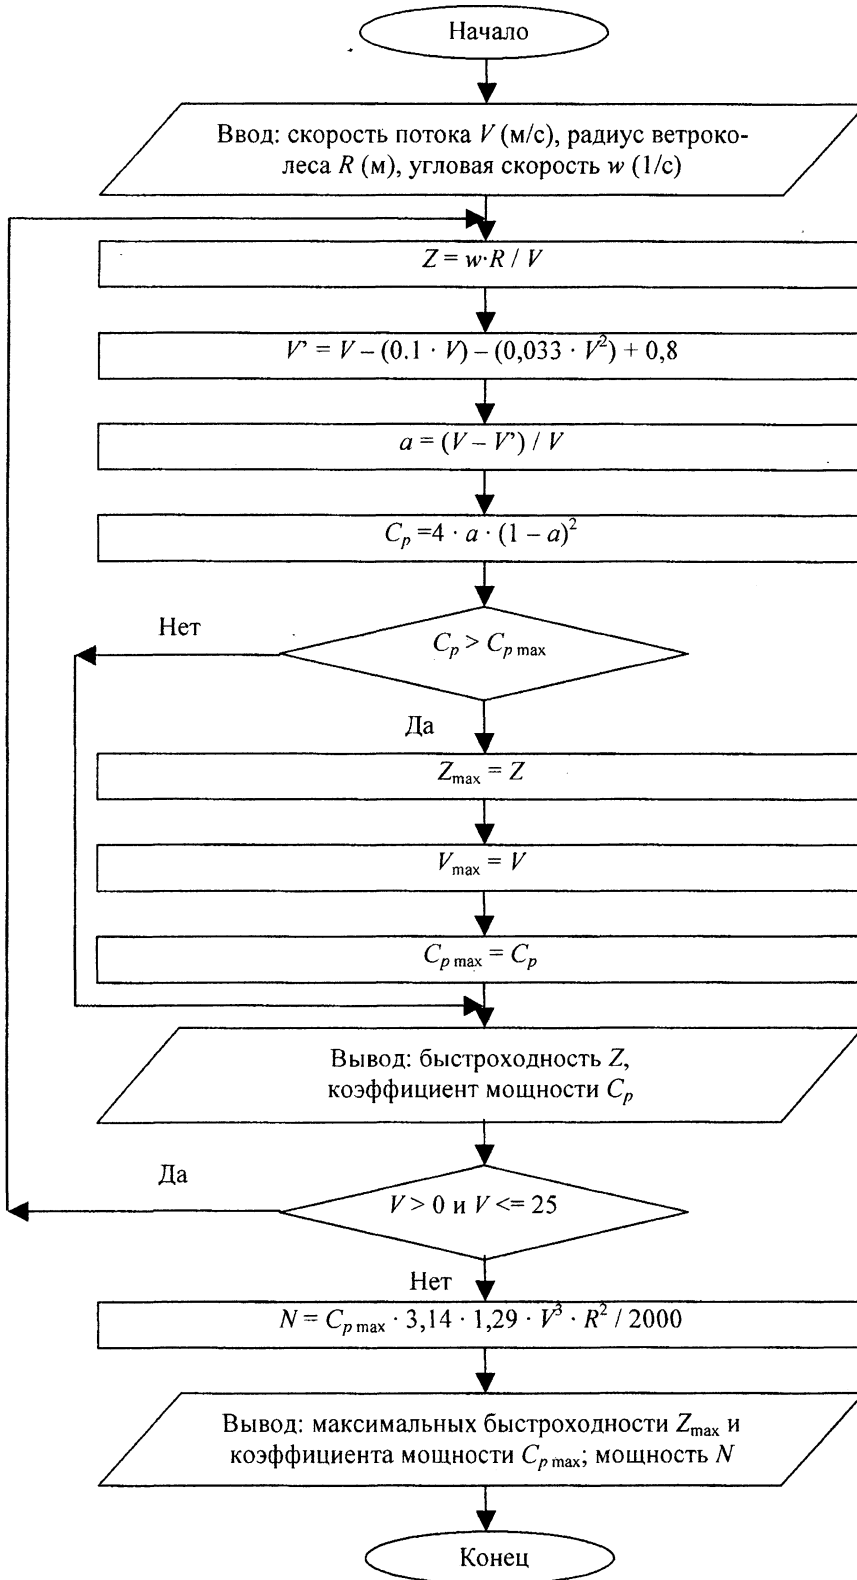 Начало
Ввод: скорость потока V (м/с), радиус ветроко-
леса R (м), угловая скорость w (1/с)
Z = w·R / V
V’ = V – (0.1 · V) – (0,033 · V²) + 0,8
a = (V – V’) / V
Cₚ =4 · a · (1 – a)²
Нет
Cₚ > Cₚ max
Да
Zmax = Z
Vmax = V
Cₚ max = Cₚ
Вывод: быстроходность Z,
коэффициент мощности Cₚ
Да
V > 0 и V <= 25
Нет
N = Cₚ max · 3,14 · 1,29 · V³ · R² / 2000
Вывод: максимальных быстроходности Zmax и
коэффициента мощности Cₚ max; мощность N
Конец